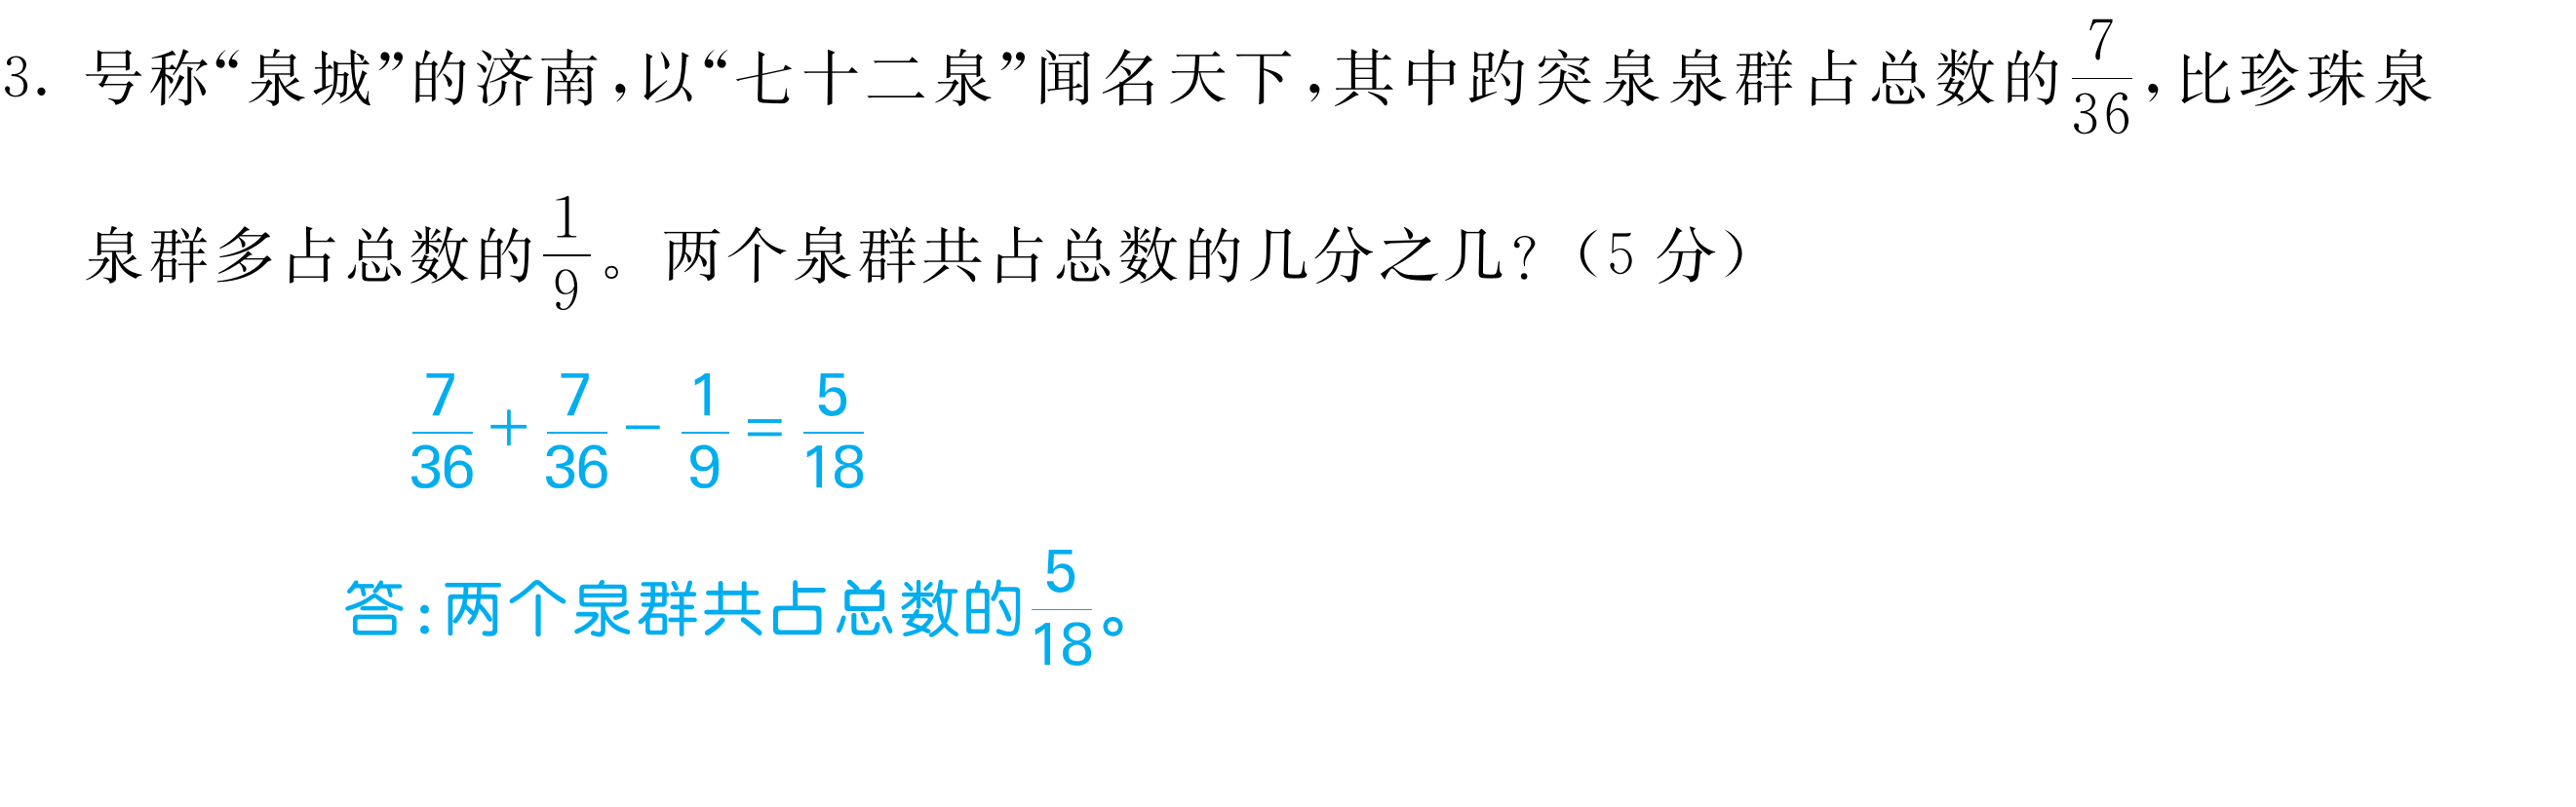 3. 号称“泉城”的济南,以“七十二泉”闻名天下,其中趵突泉泉群占总数的7/36,比珍珠泉
泉群多占总数的1/9。两个泉群共占总数的几分之几?(5 分)
7/36 + 7/36 - 1/9 = 5/18
答:两个泉群共占总数的5/18。